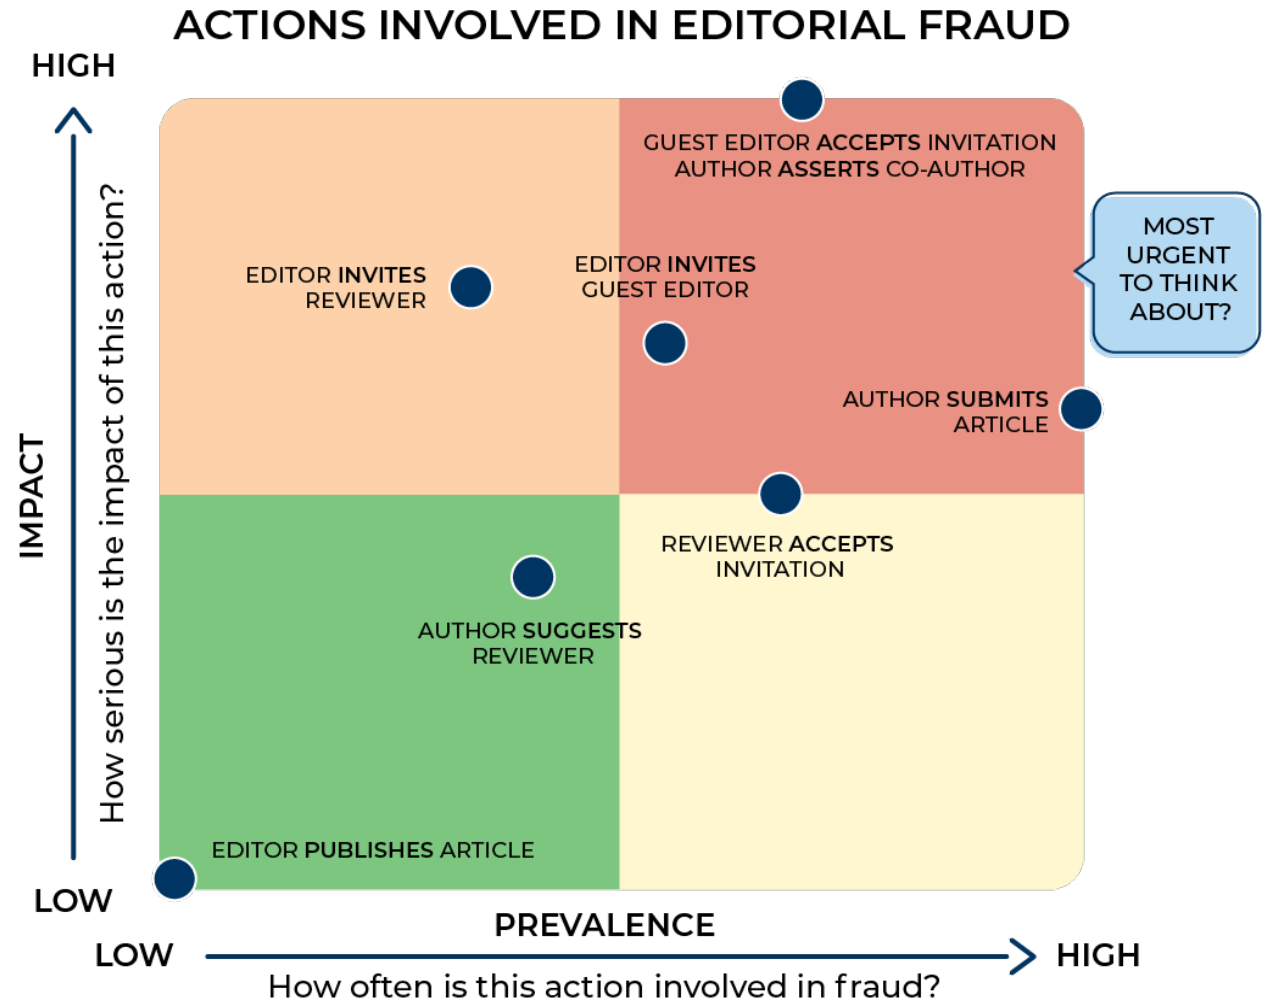 ACTIONS INVOLVED IN EDITORIAL FRAUD
HIGH
GUEST EDITOR ACCEPTS INVITATION
AUTHOR ASSERTS CO-AUTHOR
MOST
URGENT
TO THINK
ABOUT?
EDITOR INVITES
REVIEWER
EDITOR INVITES
GUEST EDITOR
AUTHOR SUBMITS
ARTICLE
IMPACT
How serious is the impact of this action?
REVIEWER ACCEPTS
INVITATION
AUTHOR SUGGESTS
REVIEWER
EDITOR PUBLISHES ARTICLE
LOW
PREVALENCE
LOW
HIGH
How often is this action involved in fraud?